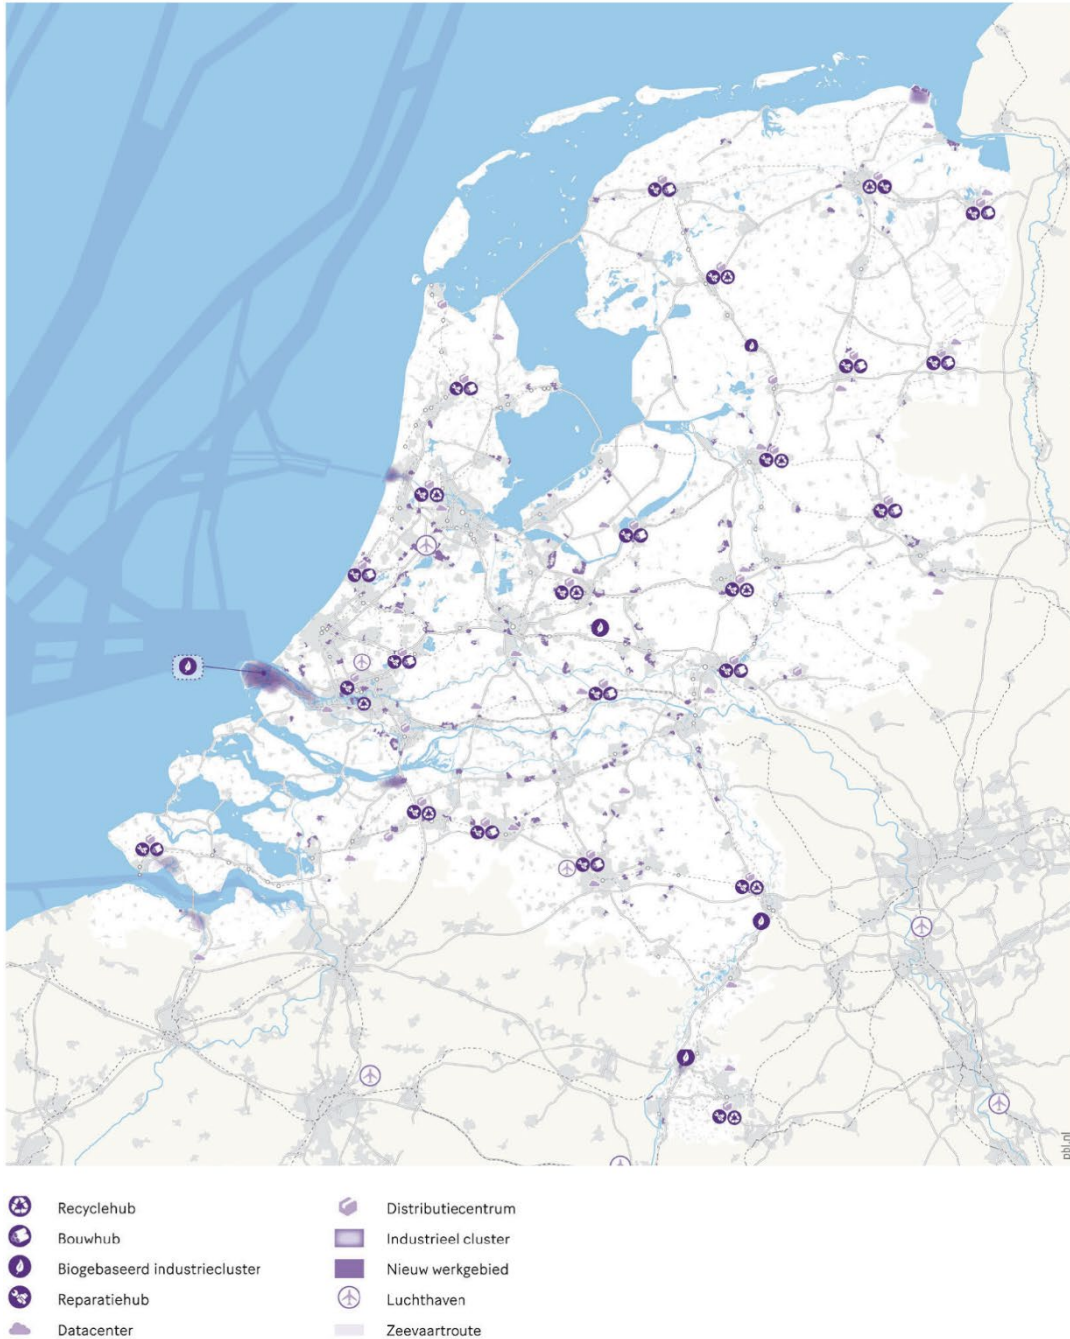 pbl.nl
Recyclehub
Bouwhub
Biogebaseerd industriecluster
Reparatiehub
Datacenter
Distributiecentrum
Industrieel cluster
Nieuw werkgebied
Luchthaven
Zeevaartroute